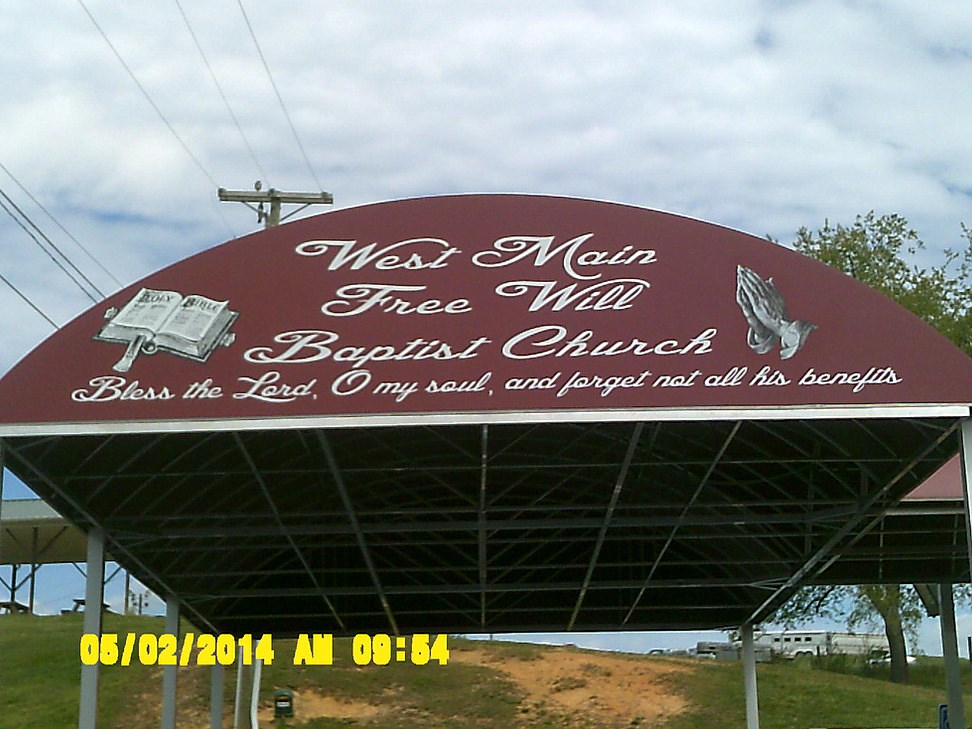 West Main
Free Will
Baptist Church
HOLY BIBLE
Bless the Lord, O my soul, and forget not all his benefits
05/02/2014 AM 09:54